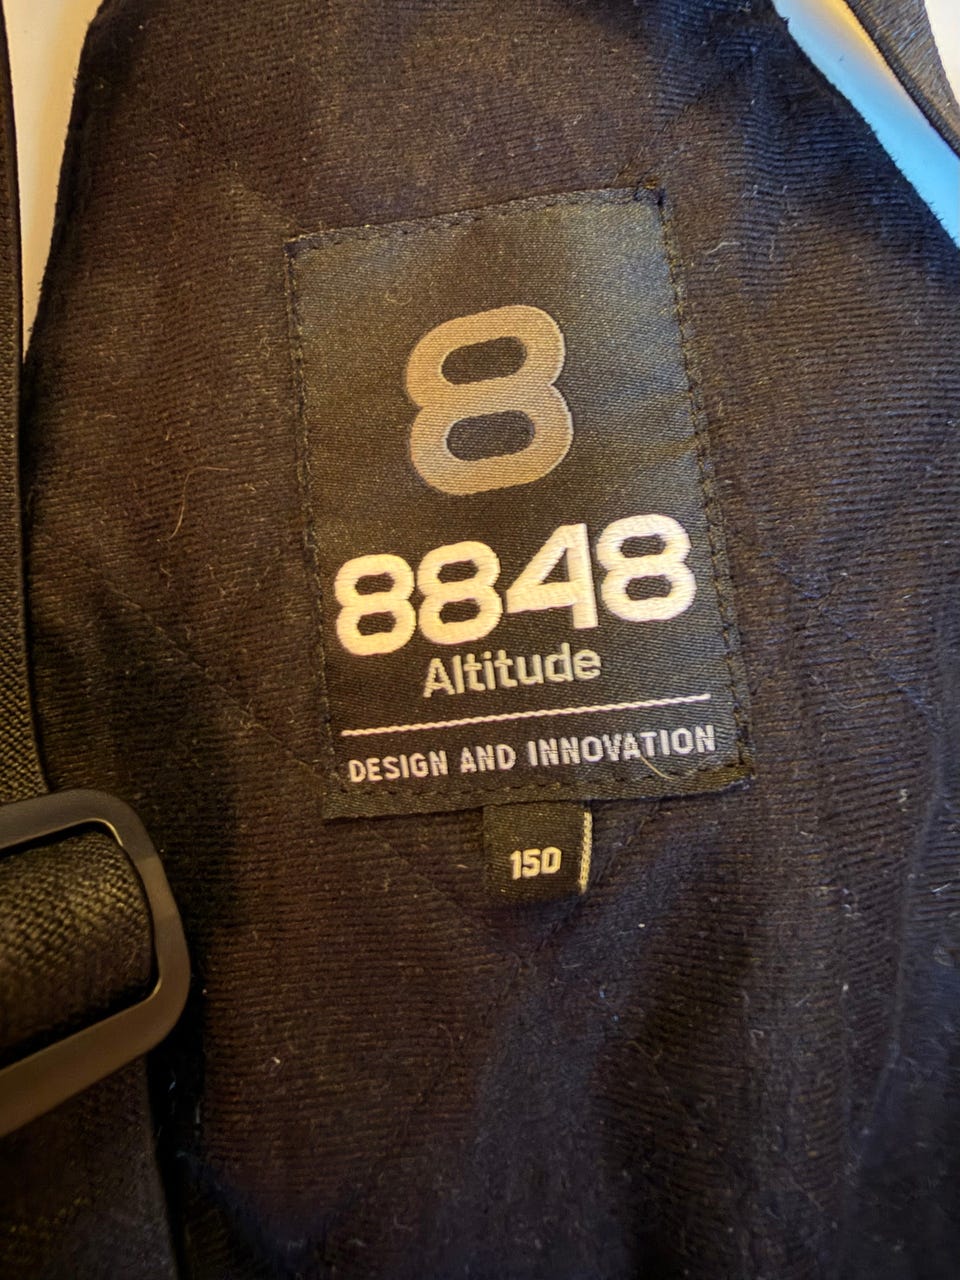 8
8848
Altitude
DESIGN AND INNOVATION
150